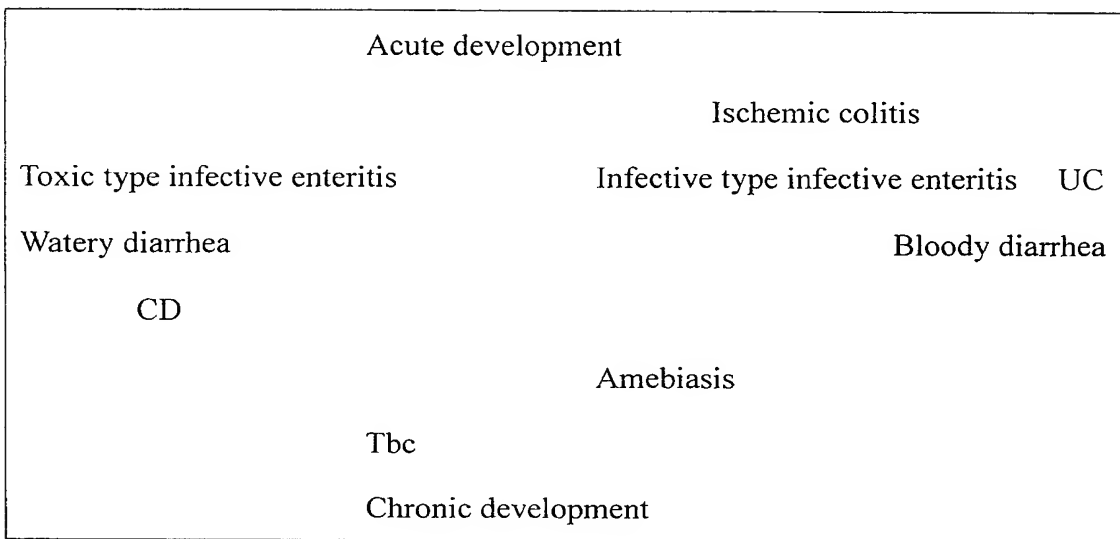 Acute development
Ischemic colitis
Toxic type infective enteritis Infective type infective enteritis UC
Watery diarrhea Bloody diarrhea
CD
Amebiasis
Tbc
Chronic development